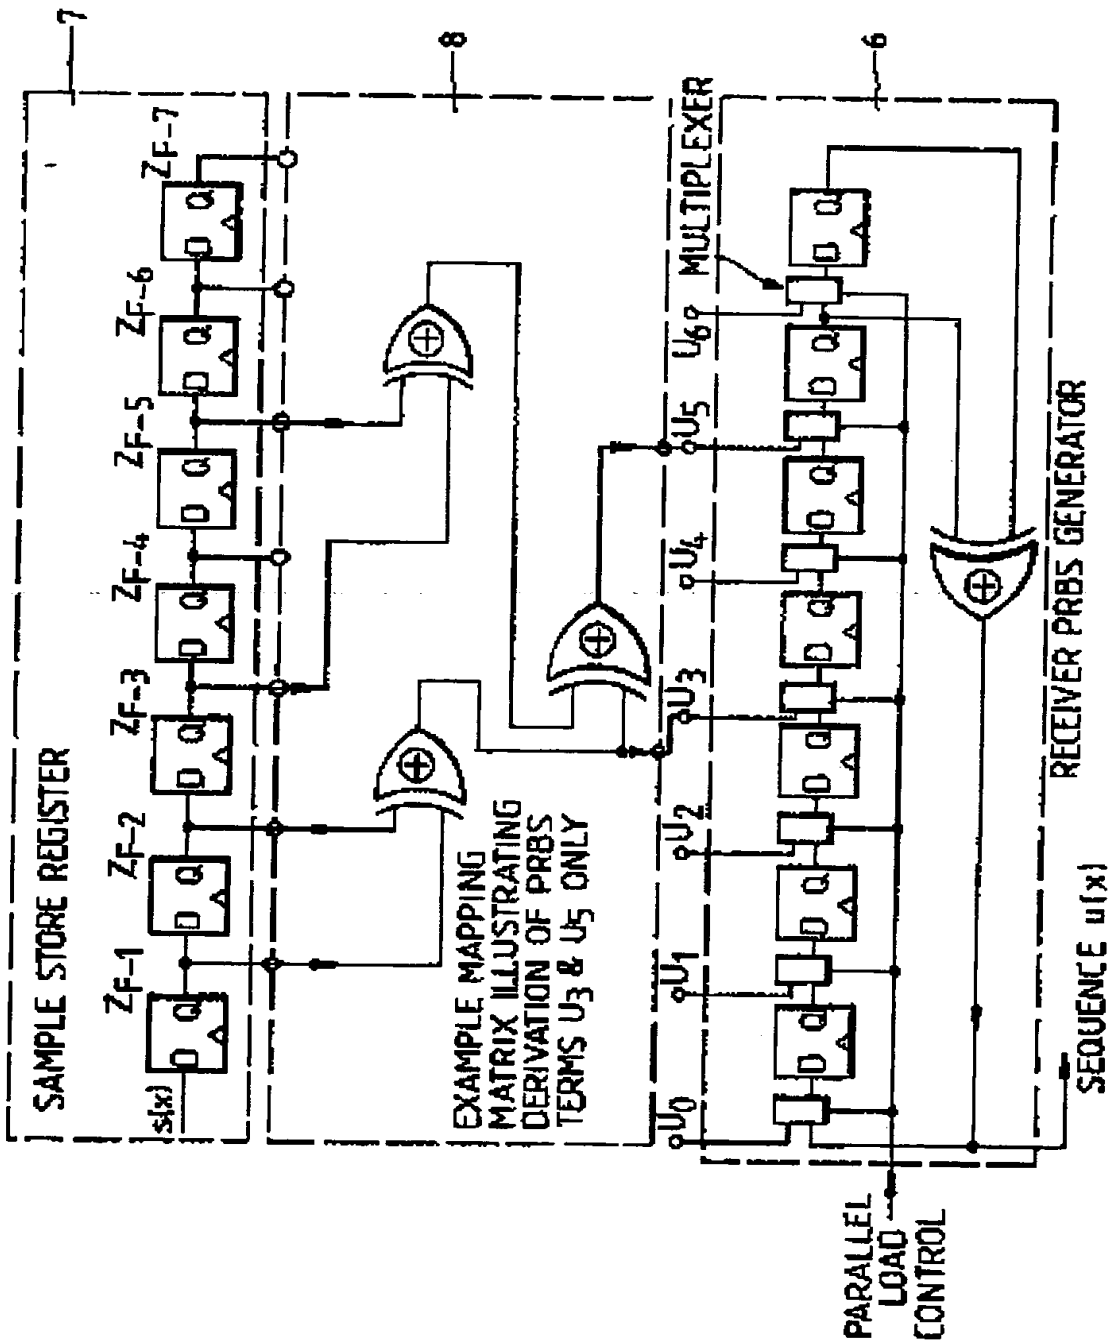 7
SAMPLE STORE REGISTER
s(x)
ZF-1
ZF-2
ZF-3
ZF-4
ZF-5
ZF-6
ZF-7
D Q
D Q
D Q
D Q
D Q
D Q
D Q
8
EXAMPLE MAPPING
MATRIX ILLUSTRATING
DERIVATION OF PRBS
TERMS U3 & U5 ONLY
U0
U1
U2
U3
U4
U5
U6
MULTIPLEXER
6
D Q
D Q
D Q
D Q
D Q
D Q
D Q
PARALLEL
LOAD
CONTROL
RECEIVER PRBS GENERATOR
SEQUENCE u(x)